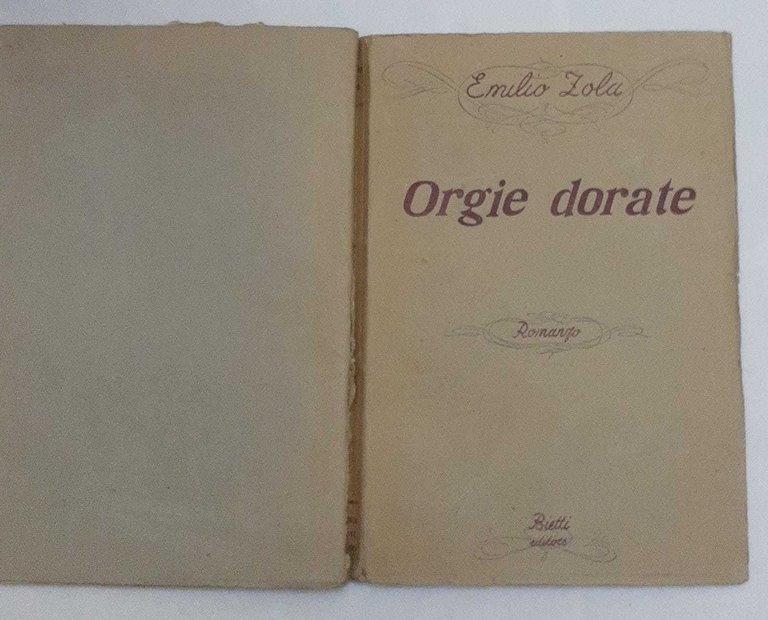 Emilio Zola
Orgie dorate
Romanzo
Bietti
editore